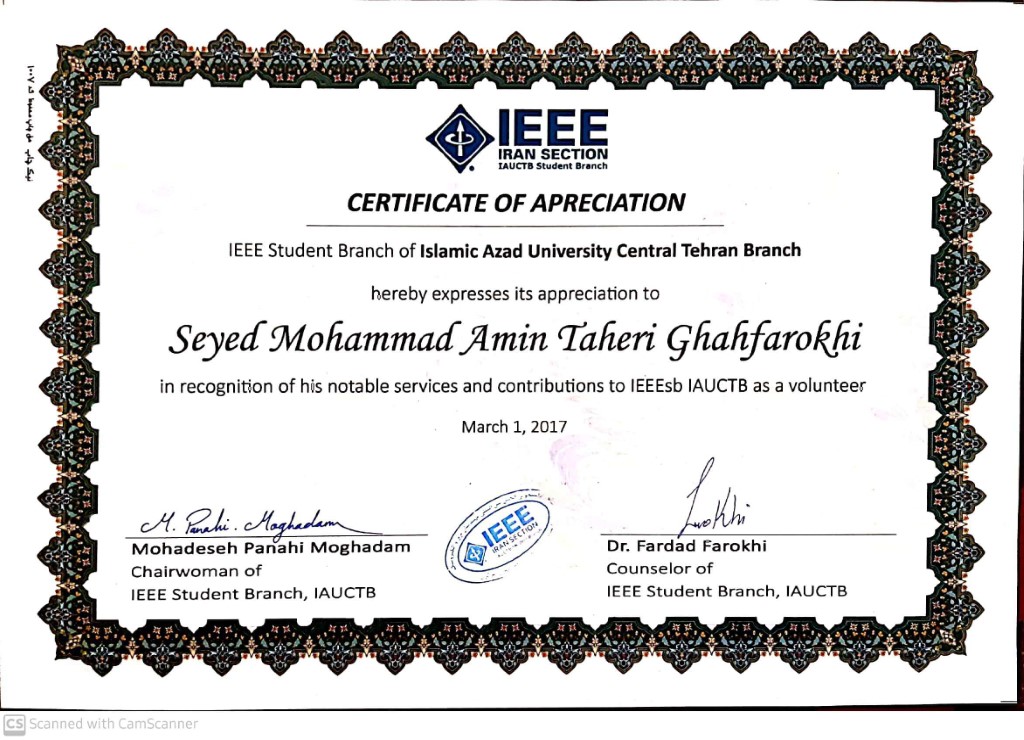 IEEE
IRAN SECTION
IAUCTB Student Branch
CERTIFICATE OF APRECIATION
IEEE Student Branch of Islamic Azad University Central Tehran Branch
hereby expresses its appreciation to
Seyed Mohammad Amin Taheri Ghahfarokhi
in recognition of his notable services and contributions to IEEEsb IAUCTB as a volunteer
March 1, 2017
M. Panahi. Moghadam
Mohadeseh Panahi Moghadam
Chairwoman of
IEEE Student Branch, IAUCTB
IEEE
IRAN SECTION
Dr. Fardad Farokhi
Counselor of
IEEE Student Branch, IAUCTB
CS Scanned with CamScanner